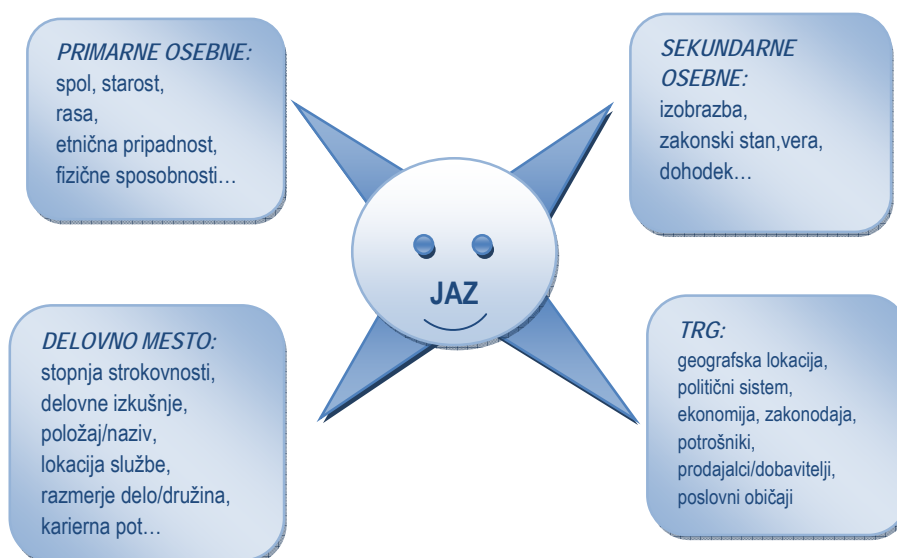 PRIMARNE OSEBNE:
spol, starost,
rasa,
etnična pripadnost,
fizične sposobnosti…
SEKUNDARNE
OSEBNE:
izobrazba,
zakonski stan,vera,
dohodek…
JAZ
DELOVNO MESTO:
stopnja strokovnosti,
delovne izkušnje,
položaj/naziv,
lokacija službe,
razmerje delo/družina,
karierna pot…
TRG:
geografska lokacija,
politični sistem,
ekonomija, zakonodaja,
potrošniki,
prodajalci/dobavitelji,
poslovni običaji